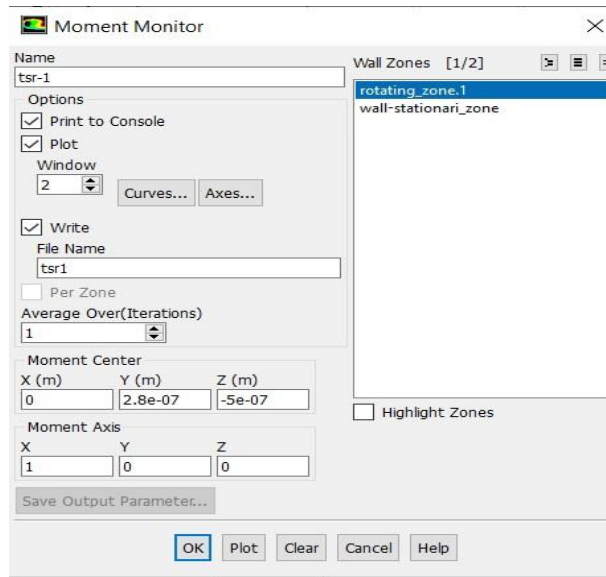 Moment Monitor
Name
tsr-1
Options
Print to Console
Plot
Window
2
Curves... Axes...
Write
File Name
tsr1
Per Zone
Average Over(Iterations)
1
Moment Center
X (m) Y (m) Z (m)
0 2.8e-07 -5e-07
Moment Axis
X Y Z
1 0 0
Save Output Parameter...
Wall Zones [1/2]
rotating_zone.1
wall-stationari_zone
Highlight Zones
OK Plot Clear Cancel Help